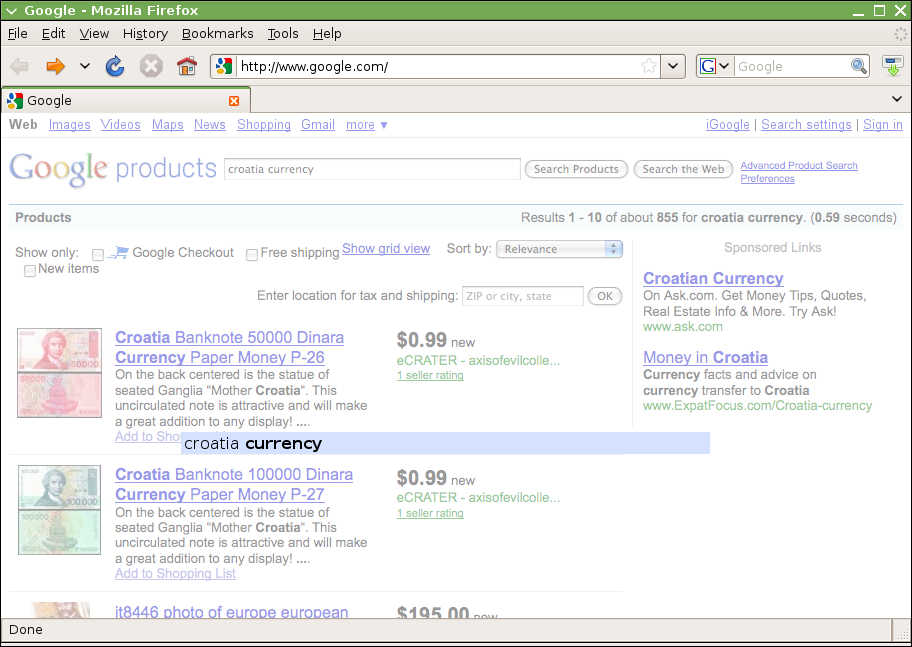 Google - Mozilla Firefox
File Edit View History Bookmarks Tools Help
http://www.google.com/
G Google
Google
Web Images Videos Maps News Shopping Gmail more ▼ iGoogle | Search settings | Sign in
Google products croatia currency Search Products Search the Web Advanced Product Search
Preferences
Products Results 1 - 10 of about 855 for croatia currency. (0.59 seconds)
Show only: Google Checkout Free shipping Show grid view Sort by: Relevance
New items
Enter location for tax and shipping: ZIP or city, state OK
Croatia Banknote 50000 Dinara
Currency Paper Money P-26
On the back centered is the statue of
seated Ganglia "Mother Croatia". This
uncirculated note is attractive and will make
a great addition to any display! ....
Add to Sho
$0.99 new
eCRATER - axisofevilcolle...
1 seller rating
croatia currency
Croatia Banknote 100000 Dinara
Currency Paper Money P-27
On the back centered is the statue of
seated Ganglia "Mother Croatia". This
uncirculated note is attractive and will make
a great addition to any display! ....
Add to Shopping List
$0.99 new
eCRATER - axisofevilcolle...
1 seller rating
it8446 photo of europe european
$195.00 new
Sponsored Links
Croatian Currency
On Ask.com. Get Money Tips, Quotes,
Real Estate Info & More. Try Ask!
www.ask.com
Money in Croatia
Currency facts and advice on
currency transfer to Croatia
www.ExpatFocus.com/Croatia-currency
Done